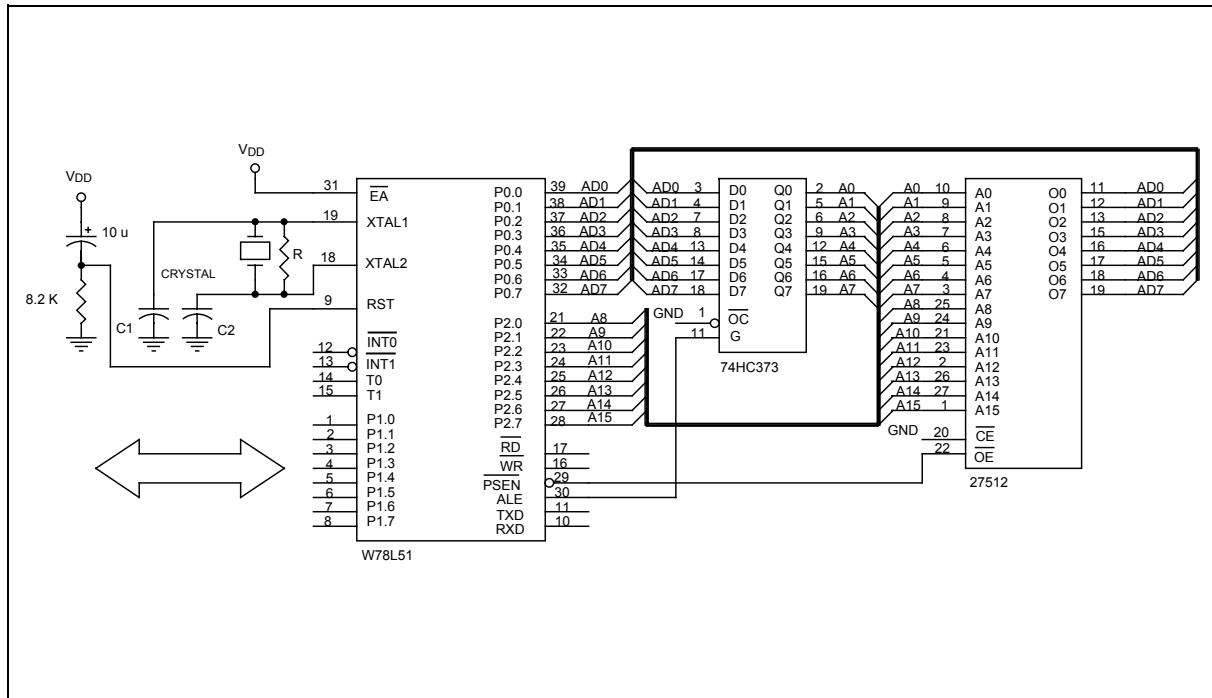 VDD
10 u
8.2 K
VDD
CRYSTAL
C1
C2
R
31 EA
19 XTAL1
18 XTAL2
9 RST
12 INT0
13 INT1
14 T0
15 T1
1 P1.0
2 P1.1
3 P1.2
4 P1.3
5 P1.4
6 P1.5
7 P1.6
8 P1.7
P0.0 39 AD0
P0.1 38 AD1
P0.2 37 AD2
P0.3 36 AD3
P0.4 35 AD4
P0.5 34 AD5
P0.6 33 AD6
P0.7 32 AD7
P2.0 21 A8
P2.1 22 A9
P2.2 23 A10
P2.3 24 A11
P2.4 25 A12
P2.5 26 A13
P2.6 27 A14
P2.7 28 A15
RD 17
WR 16
PSEN 29
ALE 30
TXD 11
RXD 10
W78L51
AD0 3 D0 Q0 2 A0
AD1 4 D1 Q1 5 A1
AD2 7 D2 Q2 6 A2
AD3 8 D3 Q3 9 A3
AD4 13 D4 Q4 12 A4
AD5 14 D5 Q5 15 A5
AD6 17 D6 Q6 16 A6
AD7 18 D7 Q7 19 A7
GND 1 OC
11 G
74HC373
A0 10 A0 O0 11 AD0
A1 9 A1 O1 12 AD1
A2 8 A2 O2 13 AD2
A3 7 A3 O3 15 AD3
A4 6 A4 O4 16 AD4
A5 5 A5 O5 17 AD5
A6 4 A6 O6 18 AD6
A7 3 A7 O7 19 AD7
A8 25 A8
A9 24 A9
A10 21 A10
A11 23 A11
A12 2 A12
A13 26 A13
A14 27 A14
A15 1 A15
GND 20 CE
22 OE
27512